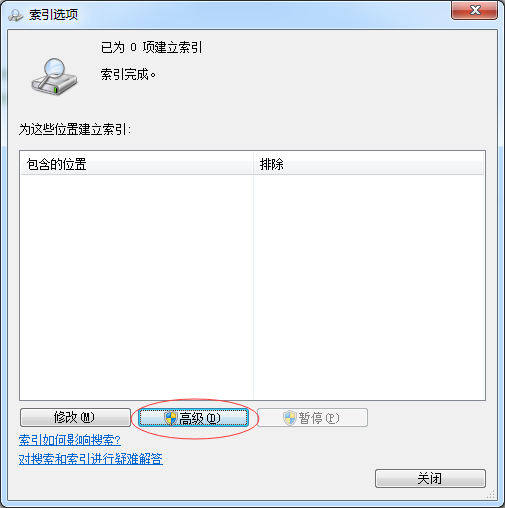 索引选项
已为 0 项建立索引
索引完成。
为这些位置建立索引:
包含的位置 排除
修改(M) 高级(D) 暂停(P)
索引如何影响搜索?
对搜索和索引进行疑难解答
关闭